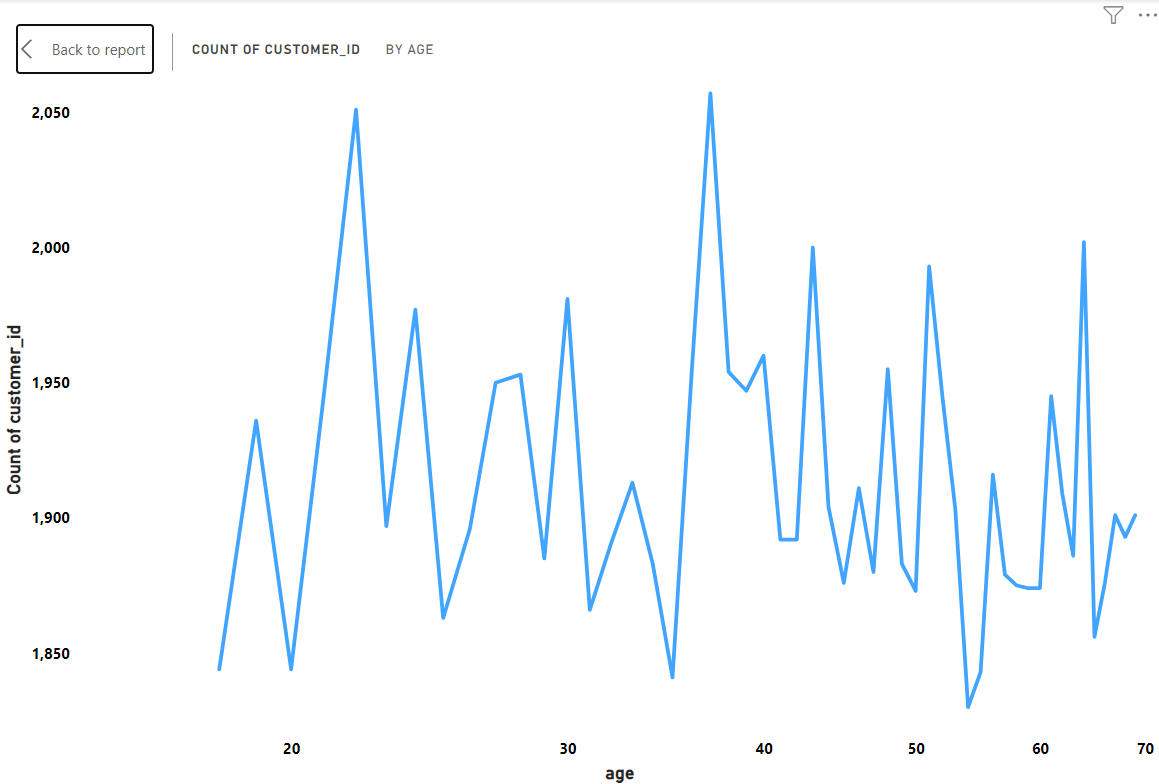 Back to report
COUNT OF CUSTOMER_ID BY AGE
2,050
2,000
1,950
1,900
1,850
Count of customer_id
20 30 40 50 60 70
age